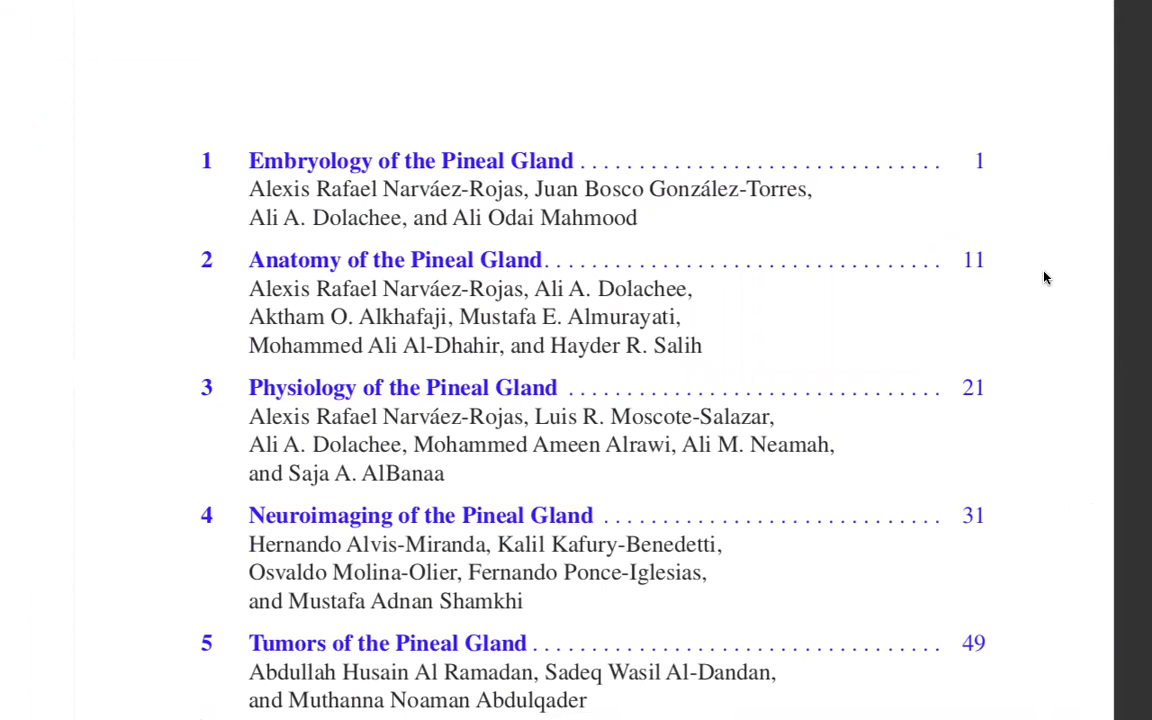 1 Embryology of the Pineal Gland . . . . . . . . . . . . . . . . . . . . . . . . . . . . . . . 1
Alexis Rafael Narváez-Rojas, Juan Bosco González-Torres,
Ali A. Dolachee, and Ali Odai Mahmood
2 Anatomy of the Pineal Gland. . . . . . . . . . . . . . . . . . . . . . . . . . . . . . . . . . 11
Alexis Rafael Narváez-Rojas, Ali A. Dolachee,
Aktham O. Alkhafaji, Mustafa E. Almurayati,
Mohammed Ali Al-Dhahir, and Hayder R. Salih
3 Physiology of the Pineal Gland . . . . . . . . . . . . . . . . . . . . . . . . . . . . . . . . 21
Alexis Rafael Narváez-Rojas, Luis R. Moscote-Salazar,
Ali A. Dolachee, Mohammed Ameen Alrawi, Ali M. Neamah,
and Saja A. AlBanaa
4 Neuroimaging of the Pineal Gland . . . . . . . . . . . . . . . . . . . . . . . . . . . . . 31
Hernando Alvis-Miranda, Kalil Kafury-Benedetti,
Osvaldo Molina-Olier, Fernando Ponce-Iglesias,
and Mustafa Adnan Shamkhi
5 Tumors of the Pineal Gland . . . . . . . . . . . . . . . . . . . . . . . . . . . . . . . . . . . 49
Abdullah Husain Al Ramadan, Sadeq Wasil Al-Dandan,
and Muthanna Noaman Abdulqader